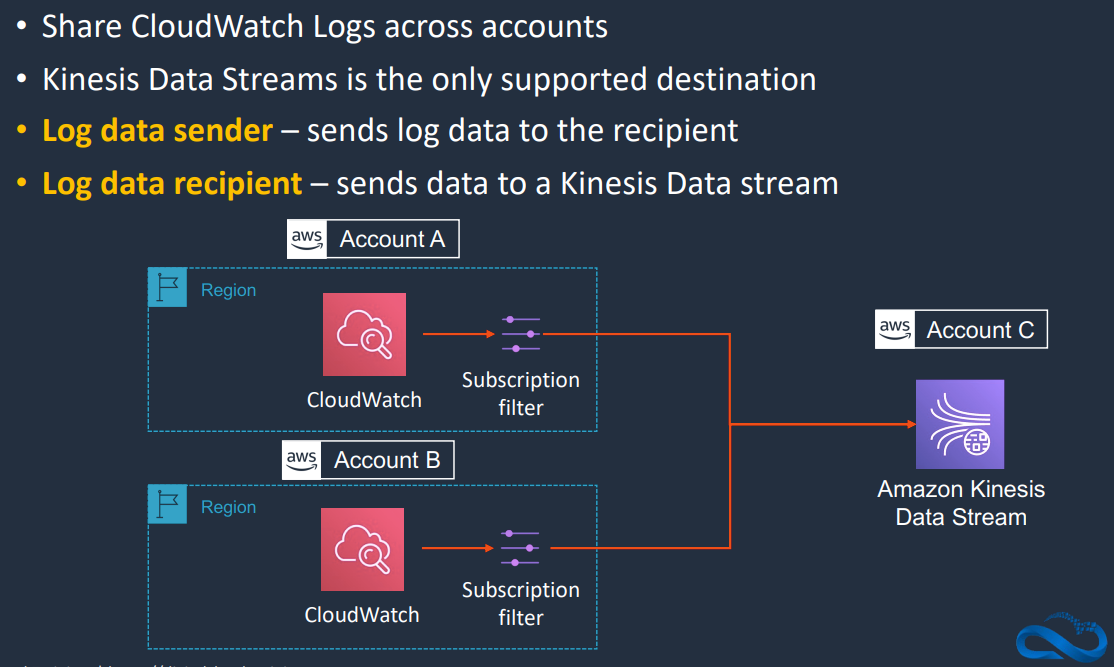 • Share CloudWatch Logs across accounts
• Kinesis Data Streams is the only supported destination
• Log data sender – sends log data to the recipient
• Log data recipient – sends data to a Kinesis Data stream
aws Account A
Region
CloudWatch
Subscription
filter
aws Account C
Amazon Kinesis
Data Stream
aws Account B
Region
CloudWatch
Subscription
filter